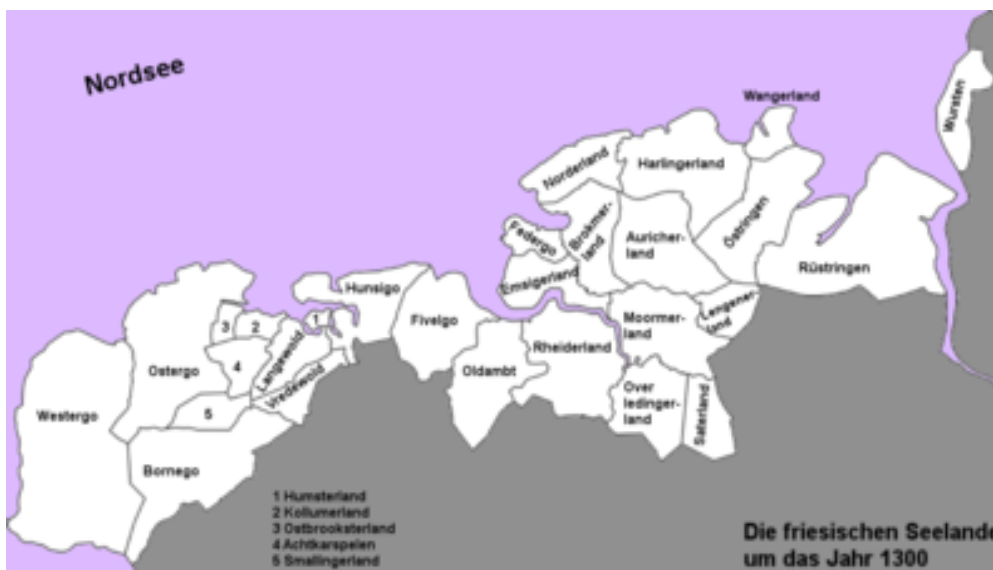 Nordsee
Wangerland
Wursten
Norderland
Harlingerland
Federgo
Brokmer-
land
Auricher-
land
Östringen
Emsigerland
Rüstringen
Hunsigo
Fivelgo
Moormer-
land
Lengener-
land
1
3
2
Langewold
4
Ostergo
Vredewold
Oldambt
Rheiderland
Over
ledinger-
land
Saterland
Westergo
5
Bornego
1 Humsterland
2 Kollumerland
3 Ostbrooksterland
4 Achtkarspelen
5 Smallingerland
Die friesischen Seelande
um das Jahr 1300